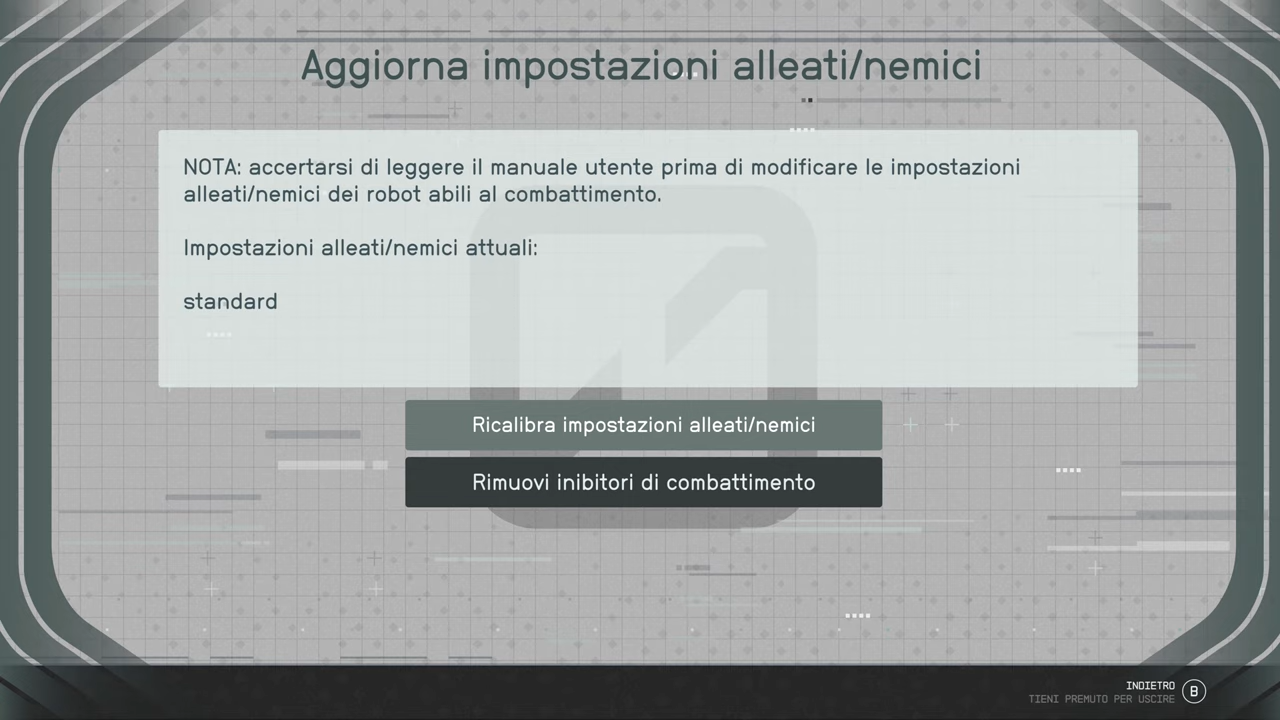 Aggiorna impostazioni alleati/nemici
NOTA: accertarsi di leggere il manuale utente prima di modificare le impostazioni
alleati/nemici dei robot abili al combattimento.
Impostazioni alleati/nemici attuali:
standard
Ricalibra impostazioni alleati/nemici
Rimuovi inibitori di combattimento
INDIETRO
TIENI PREMUTO PER USCIRE
B